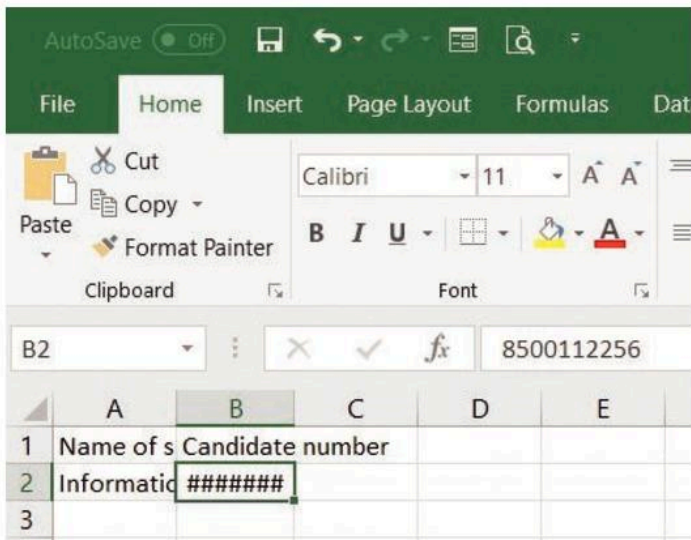 AutoSave Off
File Home Insert Page Layout Formulas Dat
Cut
Copy
Paste
Format Painter
Calibri 11 A A
B I U A
Clipboard Font
B2 fx 8500112256
A B C D E
1 Name of s Candidate number
2 Informatic #######
3